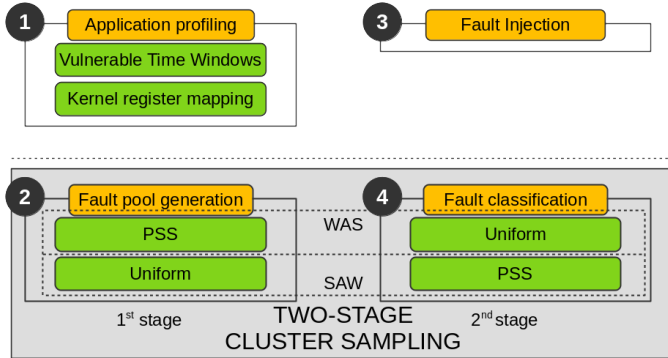 1
Application profiling
Vulnerable Time Windows
Kernel register mapping
3
Fault Injection
2
Fault pool generation
PSS
Uniform
WAS
SAW
4
Fault classification
Uniform
PSS
1st stage
TWO-STAGE
CLUSTER SAMPLING
2nd stage